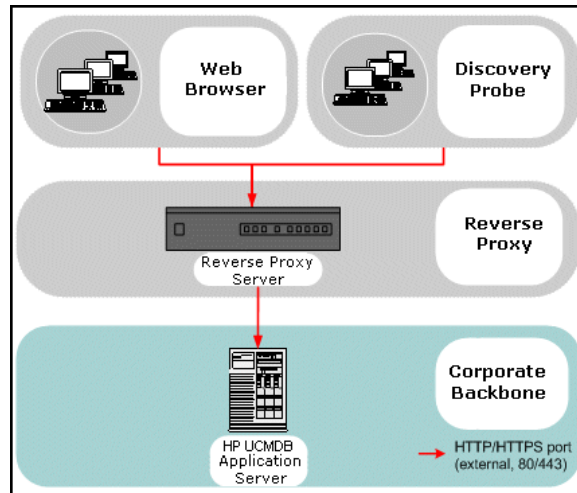 Web
Browser
Discovery
Probe
Reverse Proxy
Server
Reverse
Proxy
HP UCMDB
Application
Server
Corporate
Backbone
HTTP/HTTPS port
(external, 80/443)